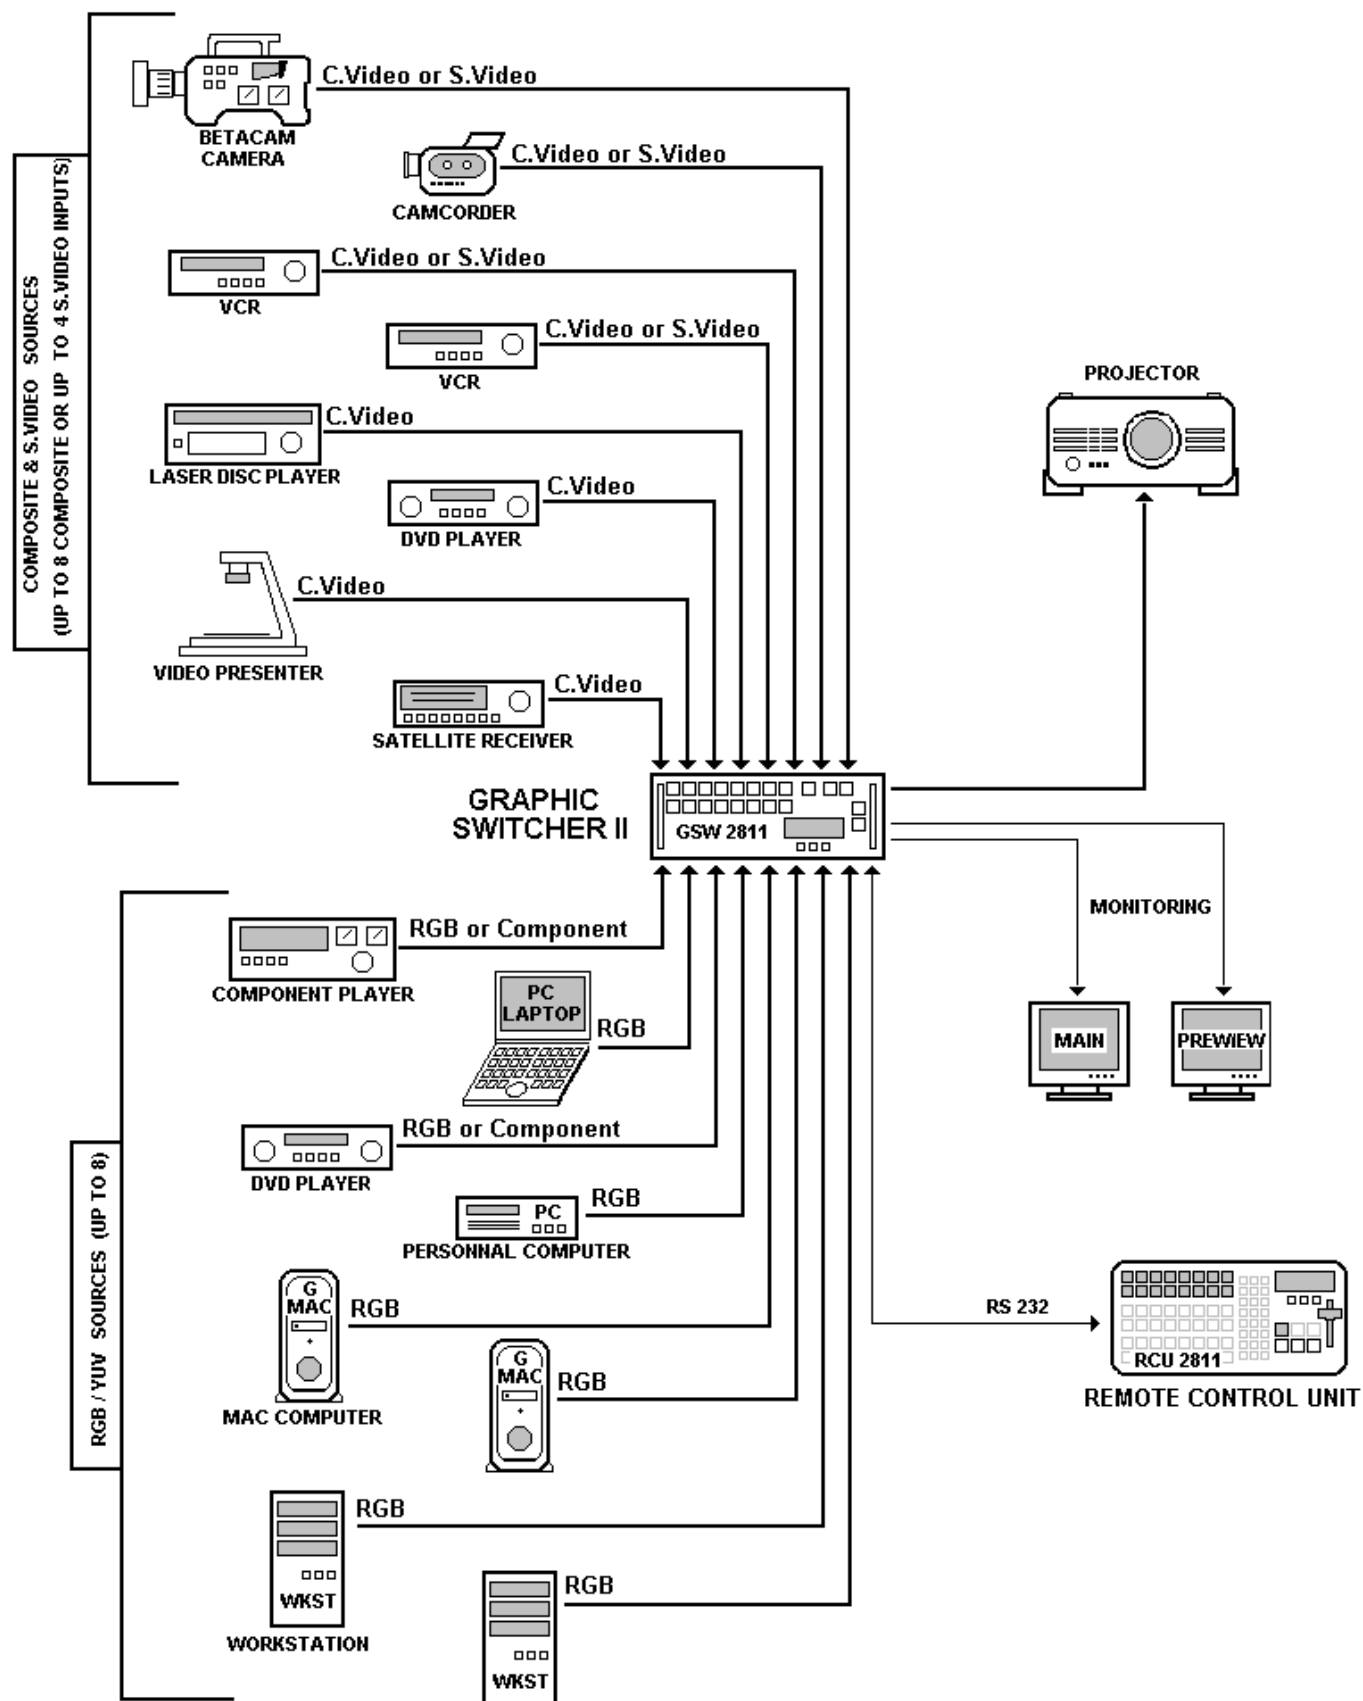 COMPOSITE & S.VIDEO SOURCES
(UP TO 8 COMPOSITE OR UP TO 4 S.VIDEO INPUTS)
C.Video or S.Video
BETACAM
CAMERA
C.Video or S.Video
CAMCORDER
C.Video or S.Video
VCR
C.Video or S.Video
VCR
C.Video
LASER DISC PLAYER
C.Video
DVD PLAYER
C.Video
VIDEO PRESENTER
C.Video
SATELLITE RECEIVER
PROJECTOR
GRAPHIC
SWITCHER II
GSW 2811
MONITORING
MAIN
PREWIEW
RGB / YUV SOURCES (UP TO 8)
RGB or Component
COMPONENT PLAYER
PC
LAPTOP
RGB
RGB or Component
DVD PLAYER
RGB
PC
PERSONNAL COMPUTER
G
MAC
RGB
MAC COMPUTER
G
MAC
RGB
RS 232
RCU 2811
REMOTE CONTROL UNIT
RGB
WKST
WORKSTATION
RGB
WKST